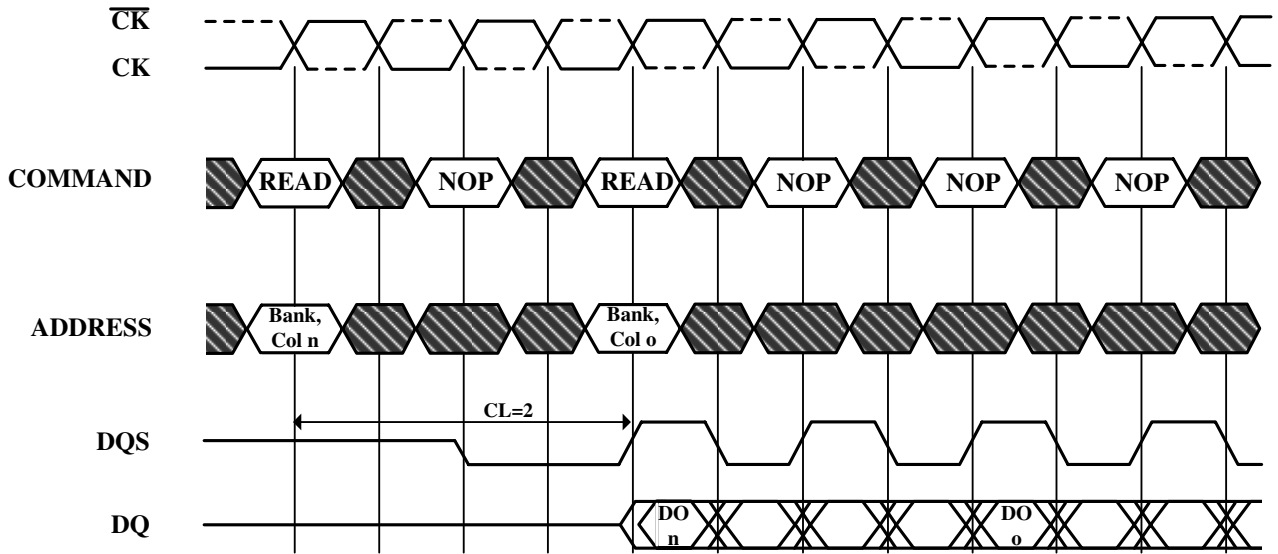 CK
CK
COMMAND READ NOP READ NOP NOP NOP
ADDRESS
Bank,
Col n
Bank,
Col o
CL=2
DQS
DQ
DO
n
DO
o